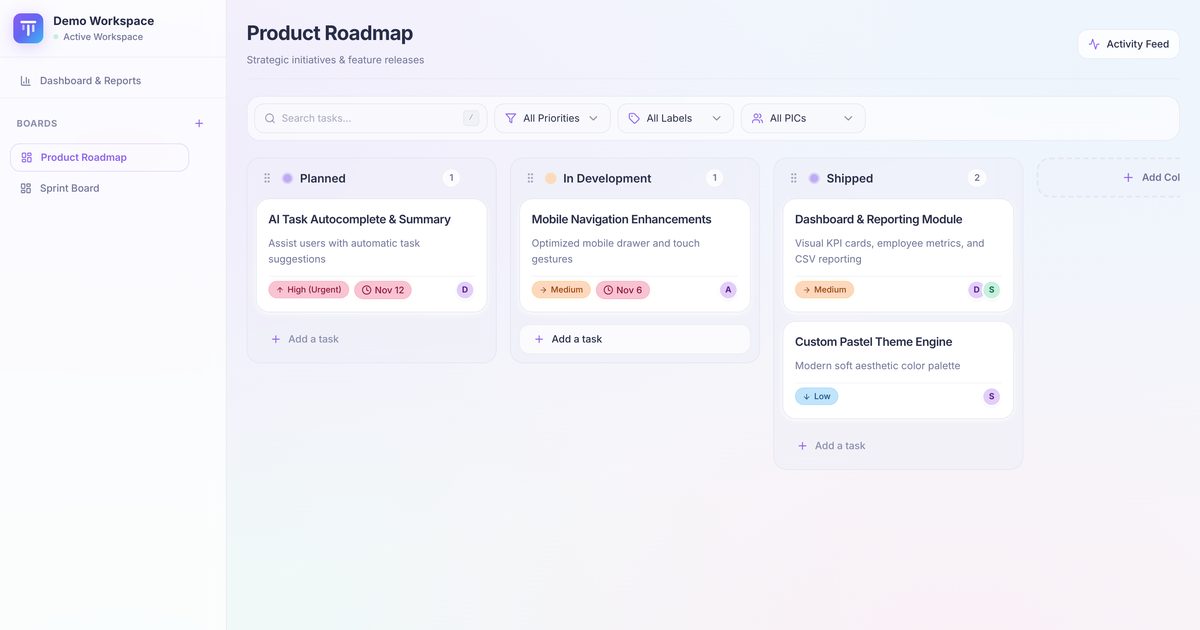 Demo Workspace
Active Workspace
Dashboard & Reports
BOARDS
Product Roadmap
Sprint Board
Product Roadmap
Strategic initiatives & feature releases
Activity Feed
Search tasks...
/
All Priorities
All Labels
All PICs
Planned
1
AI Task Autocomplete & Summary
Assist users with automatic task
suggestions
High (Urgent)
Nov 12
D
Add a task
In Development
1
Mobile Navigation Enhancements
Optimized mobile drawer and touch
gestures
Medium
Nov 6
A
Add a task
Shipped
2
Dashboard & Reporting Module
Visual KPI cards, employee metrics, and
CSV reporting
Medium
D
S
Custom Pastel Theme Engine
Modern soft aesthetic color palette
Low
S
Add a task
Add Col